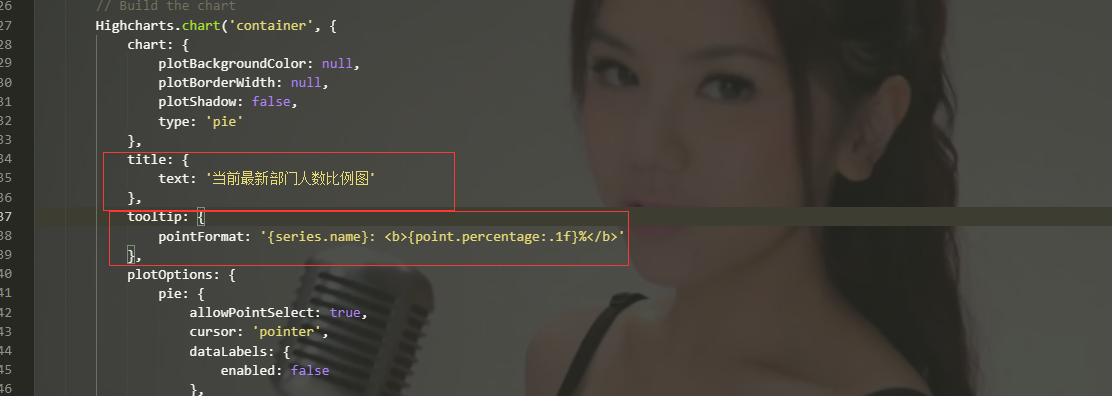 26 // Build the chart
27 Highcharts.chart('container', {
28 chart: {
29 plotBackgroundColor: null,
30 plotBorderWidth: null,
31 plotShadow: false,
32 type: 'pie'
33 },
34 title: {
35 text: '当前最新部门人数比例图'
36 },
37 tooltip: {
38 pointFormat: '{series.name}: <b>{point.percentage:.1f}%</b>'
39 },
40 plotOptions: {
41 pie: {
42 allowPointSelect: true,
43 cursor: 'pointer',
44 dataLabels: {
45 enabled: false
46 },